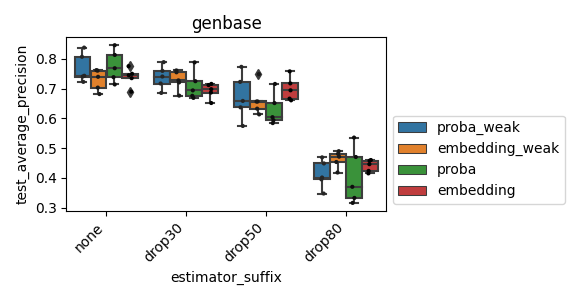 genbase
test_average_precision
0.8
0.7
0.6
0.5
0.4
0.3
none
drop30
drop50
drop80
estimator_suffix
proba_weak
embedding_weak
proba
embedding